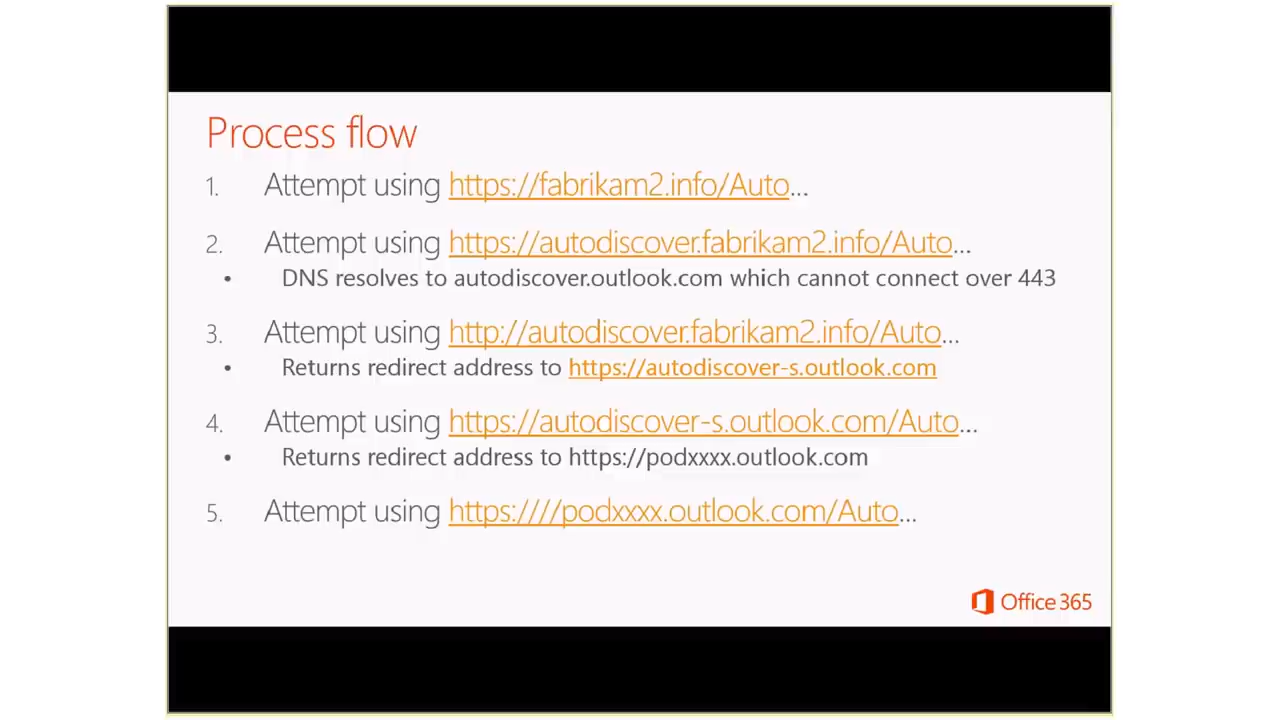 Process flow
1. Attempt using https://fabrikam2.info/Auto...
2. Attempt using https://autodiscover.fabrikam2.info/Auto...
• DNS resolves to autodiscover.outlook.com which cannot connect over 443
3. Attempt using http://autodiscover.fabrikam2.info/Auto...
• Returns redirect address to https://autodiscover-s.outlook.com
4. Attempt using https://autodiscover-s.outlook.com/Auto...
• Returns redirect address to https://podxxxx.outlook.com
5. Attempt using https:////podxxxx.outlook.com/Auto...
Office 365